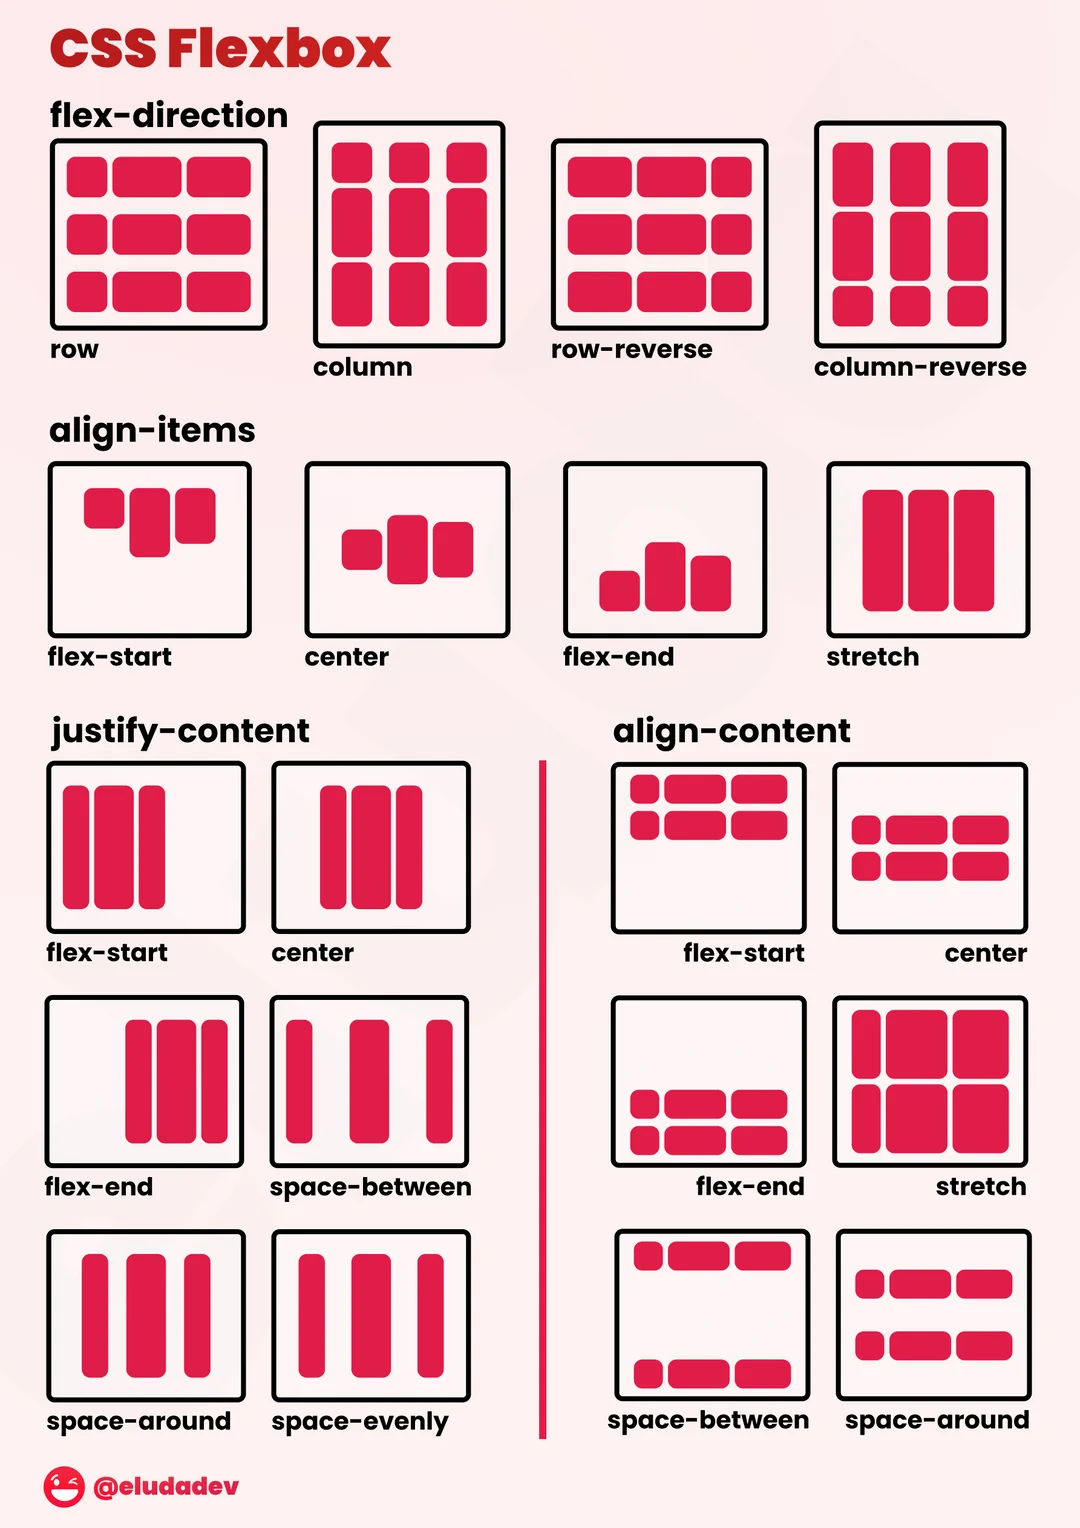 CSS Flexbox
flex-direction
row
column
row-reverse
column-reverse
align-items
flex-start
center
flex-end
stretch
justify-content
flex-start
center
flex-end
space-between
space-around
space-evenly
align-content
flex-start
center
flex-end
stretch
space-between
space-around
@eludadev